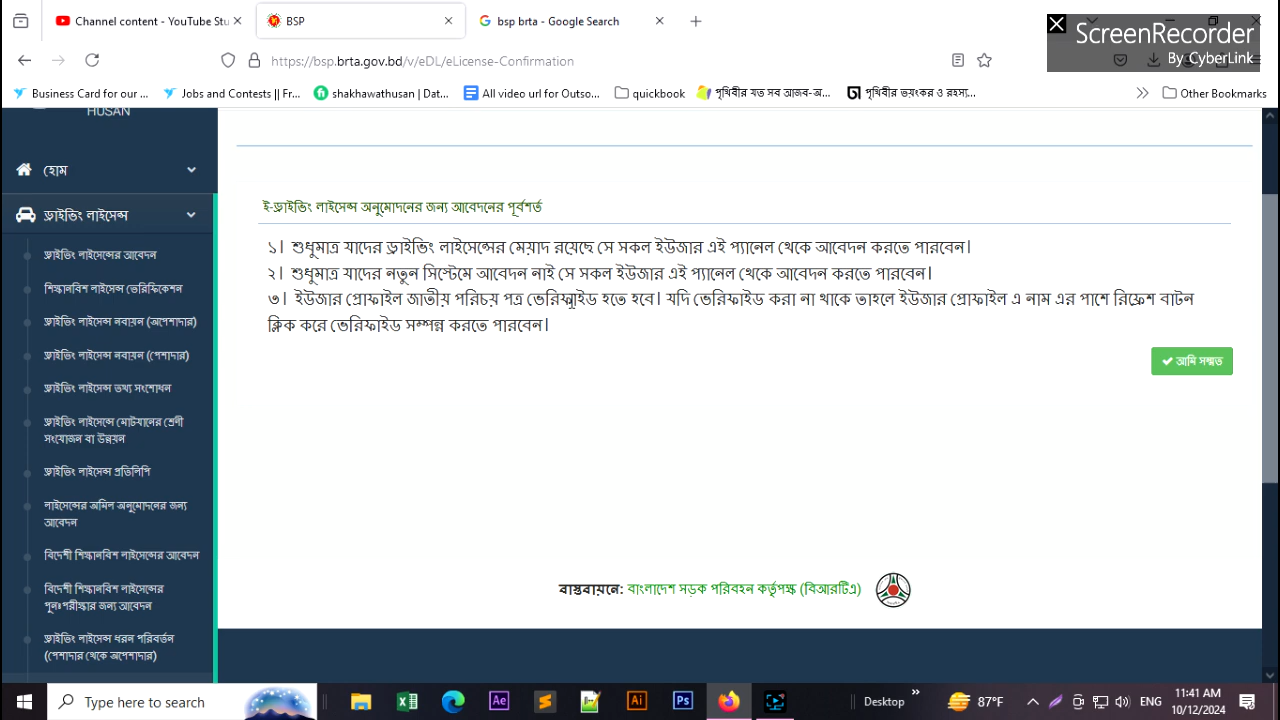 Channel content - YouTube Stu
BSP
bsp brta - Google Search
ScreenRecorder
By CyberLink
https://bsp.brta.gov.bd/v/eDL/eLicense-Confirmation
Business Card for our ...
Jobs and Contests || Fr...
shakhawathusan | Dat...
All video url for Outso...
quickbook
পৃথিবীর যত সব আজব-অ...
পৃথিবীর ভয়ংকর ও রহস্য...
Other Bookmarks
HUSAN
হোম
ড্রাইভিং লাইসেন্স
ড্রাইভিং লাইসেন্সের আবেদন
শিক্ষানবিশ লাইসেন্স ভেরিফিকেশন
ড্রাইভিং লাইসেন্স নবায়ন (অপেশাদার)
ড্রাইভিং লাইসেন্স নবায়ন (পেশাদার)
ড্রাইভিং লাইসেন্স তথ্য সংশোধন
ড্রাইভিং লাইসেন্সে মোটযানের শ্রেণী
সংযোজন বা উন্নয়ন
ড্রাইভিং লাইসেন্স প্রতিলিপি
লাইসেন্সের অমিল অনুমোদনের জন্য
আবেদন
বিদেশী শিক্ষানবিশ লাইসেন্সের আবেদন
বিদেশী শিক্ষানবিশ লাইসেন্সের
পুনঃপরীক্ষার জন্য আবেদন
ড্রাইভিং লাইসেন্স ধরন পরিবর্তন
(পেশাদার থেকে অপেশাদার)
ই-ড্রাইভিং লাইসেন্স অনুমোদনের জন্য আবেদনের পূর্বশর্ত
১। শুধুমাত্র যাদের ড্রাইভিং লাইসেন্সের মেয়াদ রয়েছে সে সকল ইউজার এই প্যানেল থেকে আবেদন করতে পারবেন।
২। শুধুমাত্র যাদের নতুন সিস্টেমে আবেদন নাই সে সকল ইউজার এই প্যানেল থেকে আবেদন করতে পারবেন।
৩। ইউজার প্রোফাইল জাতীয় পরিচয় পত্র ভেরিফাইড হতে হবে। যদি ভেরিফাইড করা না থাকে তাহলে ইউজার প্রোফাইল এ নাম এর পাশে রিফ্রেশ বাটন
ক্লিক করে ভেরিফাইড সম্পন্ন করতে পারবেন।
আমি সম্মত
বাস্তবায়নে: বাংলাদেশ সড়ক পরিবহন কর্তৃপক্ষ (বিআরটিএ)
Type here to search
Desktop
87°F
ENG
11:41 AM
10/12/2024